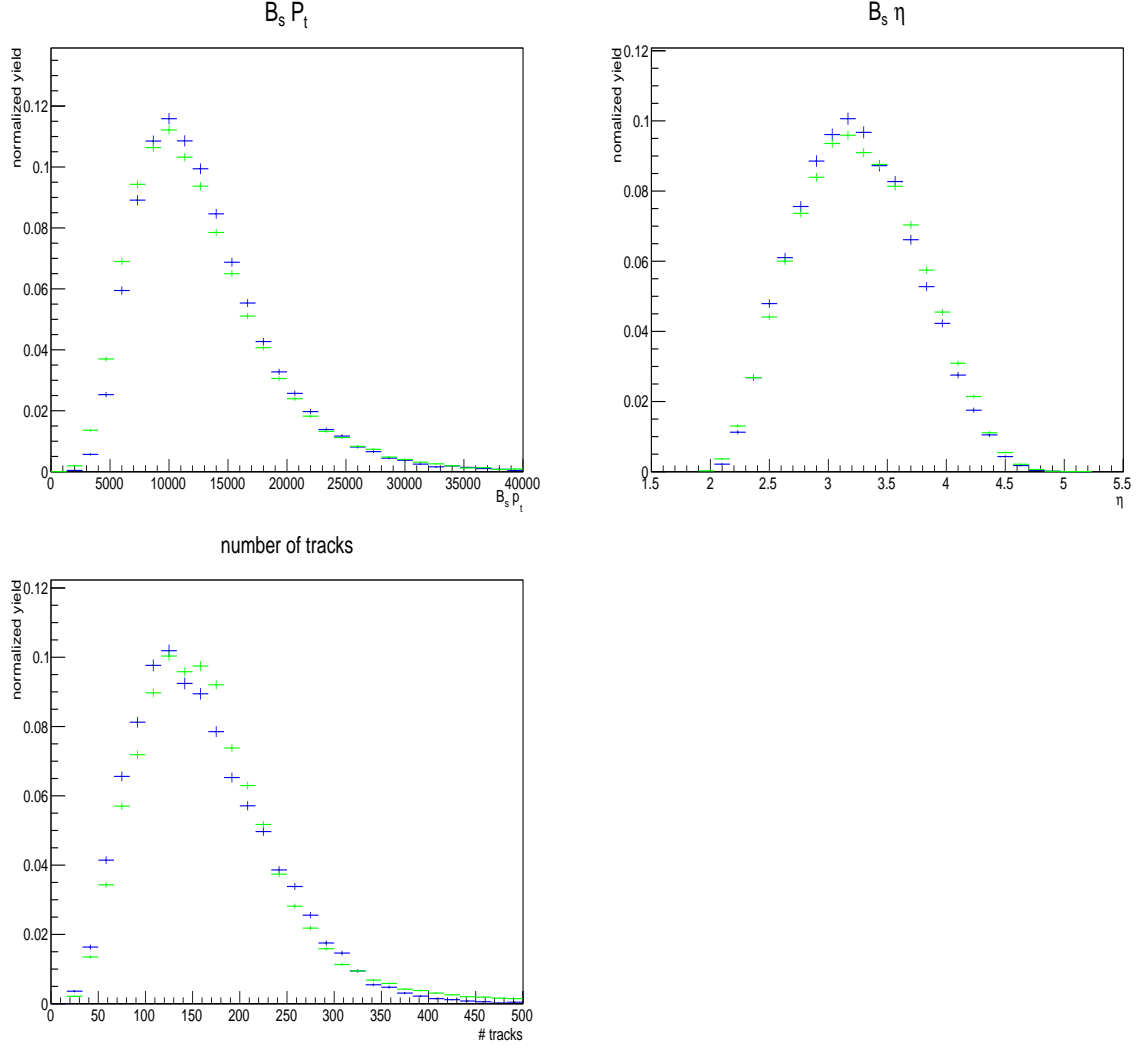 B_s P_t
normalized yield
0.12
0.1
0.08
0.06
0.04
0.02
0
0 5000 10000 15000 20000 25000 30000 35000 40000
B_s p_t
B_s η
nomalized yield
0.12
0.1
0.08
0.06
0.04
0.02
0
1.5 2 2.5 3 3.5 4 4.5 5 5.5
η
number of tracks
normalized yield
0.12
0.1
0.08
0.06
0.04
0.02
0
0 50 100 150 200 250 300 350 400 450 500
# tracks